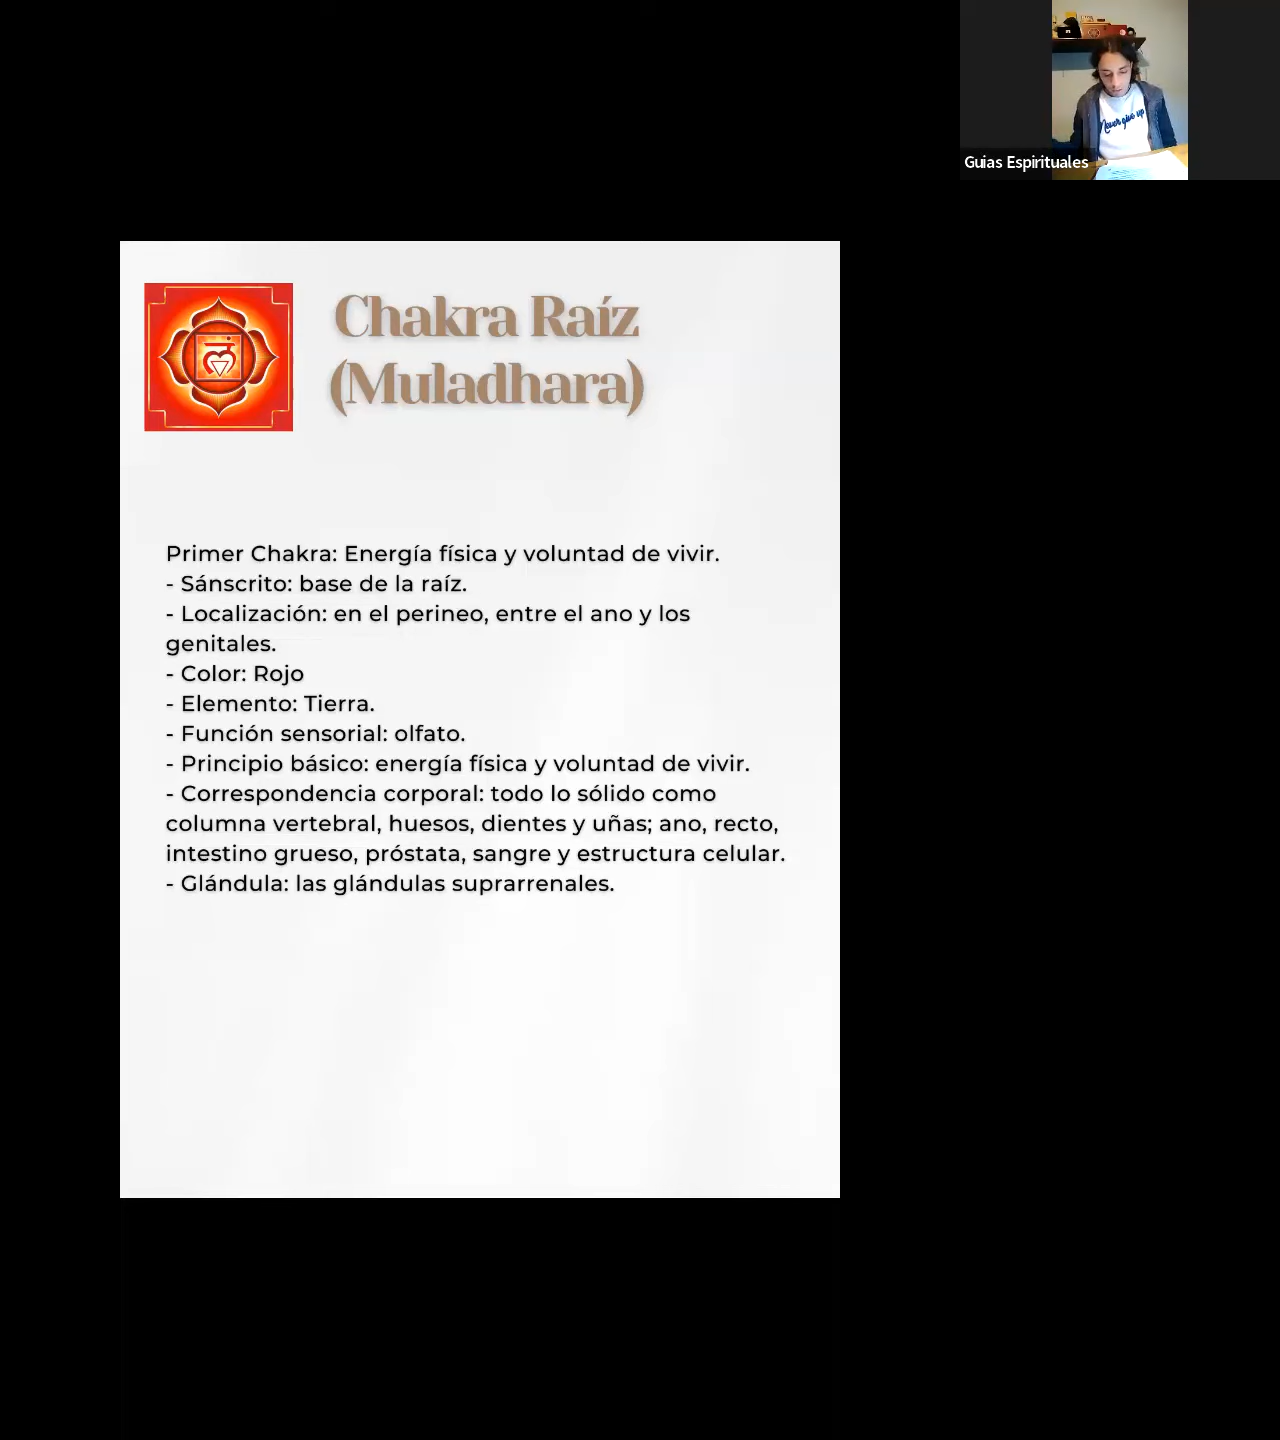 Never give up
Guias Espirituales
Chakra Raíz
(Muladhara)
लं
Primer Chakra: Energía física y voluntad de vivir.
- Sánscrito: base de la raíz.
- Localización: en el perineo, entre el ano y los
genitales.
- Color: Rojo
- Elemento: Tierra.
- Función sensorial: olfato.
- Principio básico: energía física y voluntad de vivir.
- Correspondencia corporal: todo lo sólido como
columna vertebral, huesos, dientes y uñas; ano, recto,
intestino grueso, próstata, sangre y estructura celular.
- Glándula: las glándulas suprarrenales.